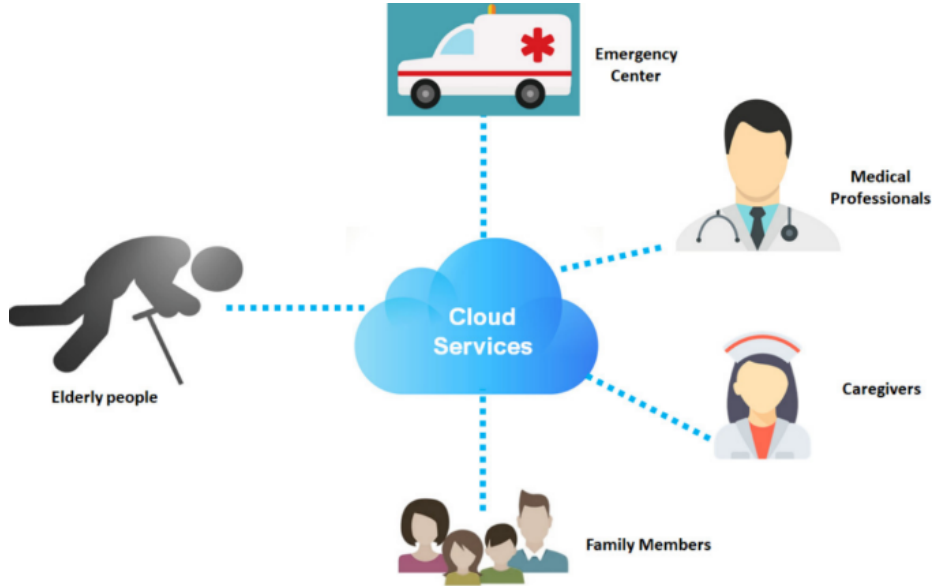 Emergency
Center
Medical
Professionals
Cloud
Services
Elderly people
Caregivers
Family Members